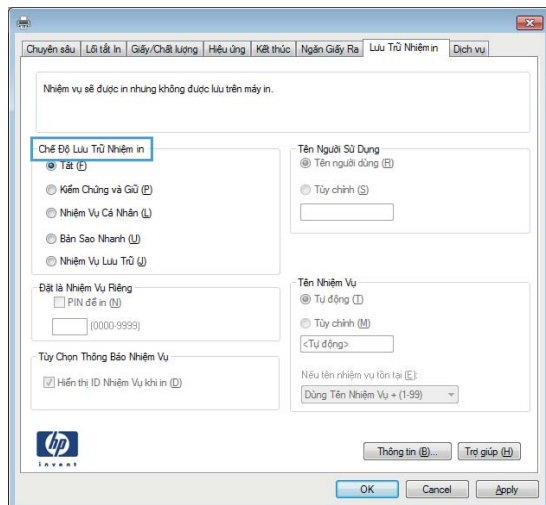 Chuyên sâu Lối tắt In Giấy/Chất lượng Hiệu ứng Kết thúc Ngăn Giấy Ra Lưu Trữ Nhiệm in Dịch vụ
Nhiệm vụ sẽ được in nhưng không được lưu trên máy in.
Chế Độ Lưu Trữ Nhiệm in
Tắt (F)
Kiểm Chứng và Giữ (P)
Nhiệm Vụ Cá Nhân (L)
Bản Sao Nhanh (U)
Nhiệm Vụ Lưu Trữ (J)
Đặt là Nhiệm Vụ Riêng
PIN để in (N)
(0000-9999)
Tùy Chọn Thông Báo Nhiệm Vụ
Hiển thị ID Nhiệm Vụ khi in (D)
Tên Người Sử Dụng
Tên người dùng (R)
Tùy chỉnh (S)
Tên Nhiệm Vụ
Tự động (T)
Tùy chỉnh (M)
<Tự động>
Nếu tên nhiệm vụ tồn tại (E):
Dùng Tên Nhiệm Vụ + (1-99)
hp
invent
Thông tin (B)... Trợ giúp (H)
OK Cancel Apply